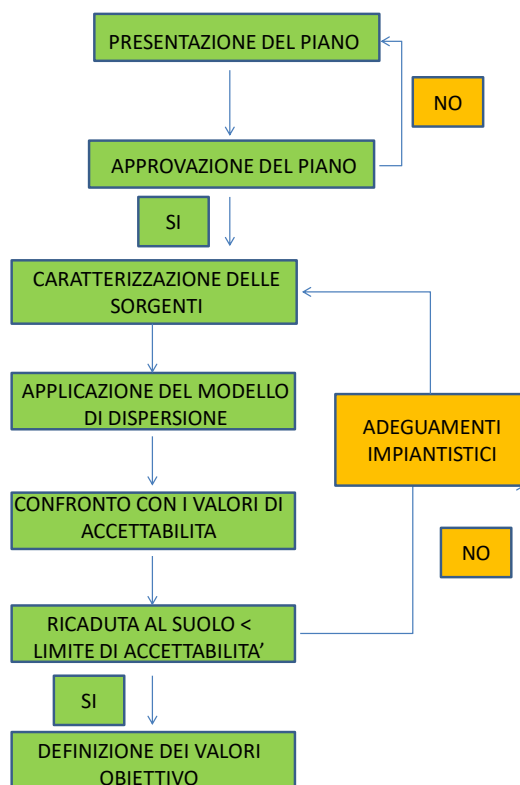 PRESENTAZIONE DEL PIANO
NO
APPROVAZIONE DEL PIANO
SI
CARATTERIZZAZIONE DELLE
SORGENTI
APPLICAZIONE DEL MODELLO
DI DISPERSIONE
ADEGUAMENTI
IMPIANTISTICI
CONFRONTO CON I VALORI DI
ACCETTABILITA
NO
RICADUTA AL SUOLO <
LIMITE DI ACCETTABILITA’
SI
DEFINIZIONE DEI VALORI
OBIETTIVO